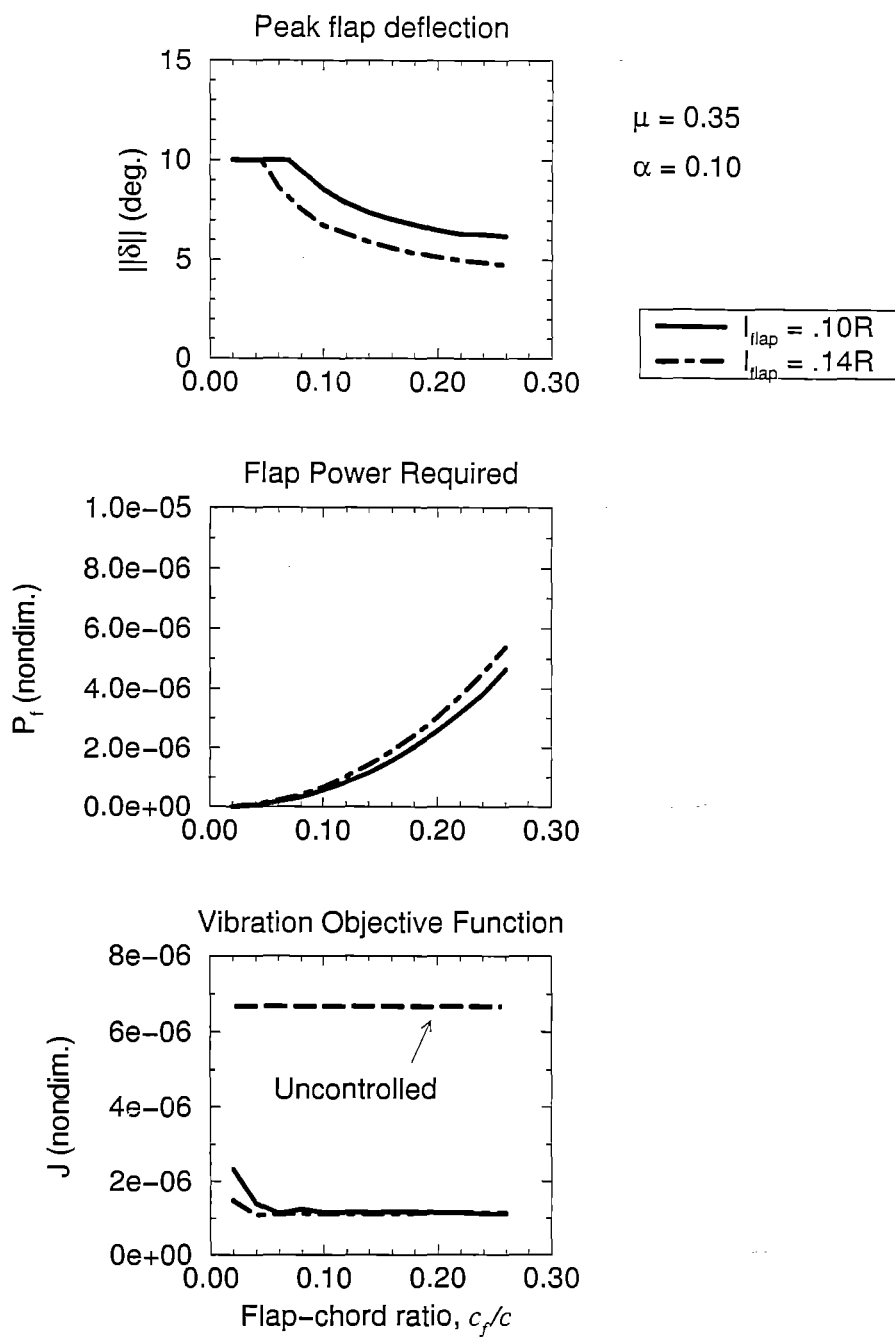 Peak flap deflection
15
10
5
0
||δ|| (deg.)
0.00 0.10 0.20 0.30
μ = 0.35
α = 0.10
l_flap = .10R
l_flap = .14R
Flap Power Required
1.0e−05
8.0e−06
6.0e−06
4.0e−06
2.0e−06
0.0e+00
P_f (nondim.)
0.00 0.10 0.20 0.30
Vibration Objective Function
8e−06
6e−06
4e−06
2e−06
0e+00
J (nondim.)
Uncontrolled
0.00 0.10 0.20 0.30
Flap−chord ratio, c_f/c